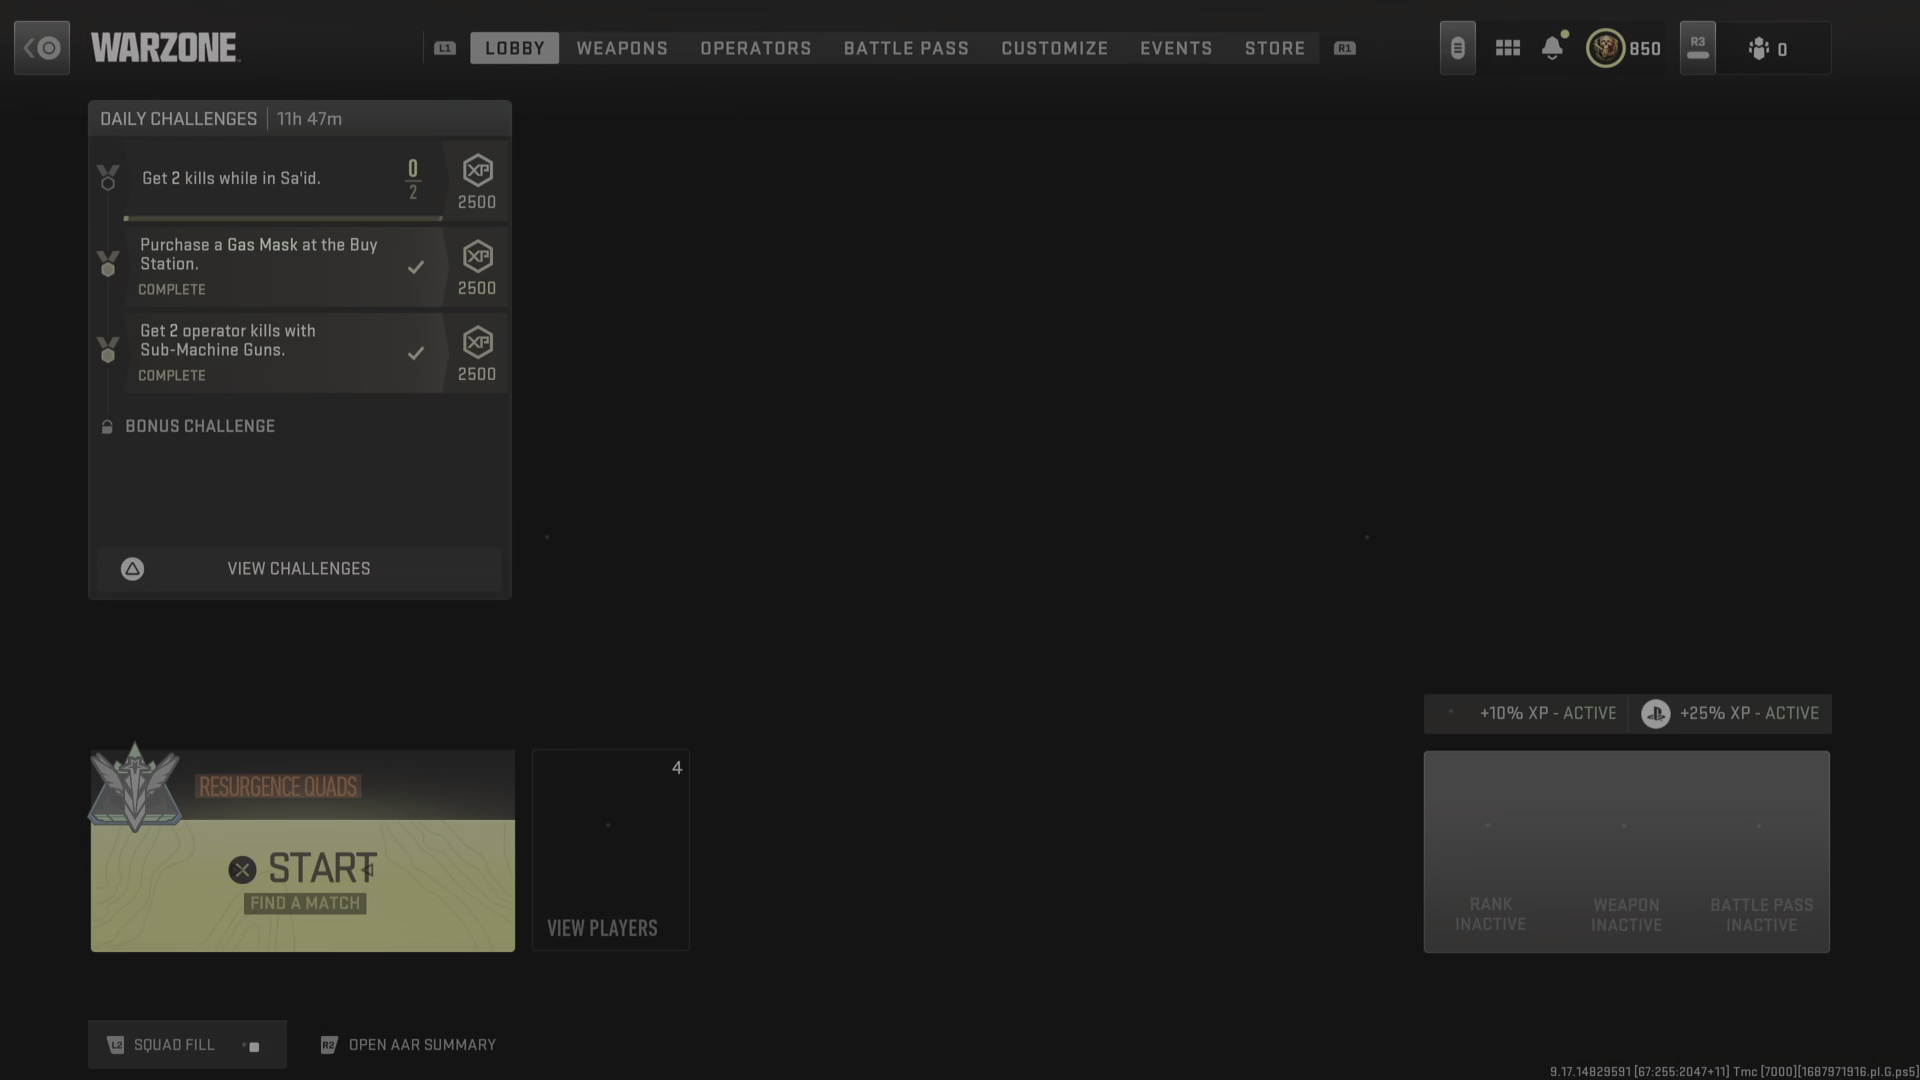 WARZONE
L1 LOBBY WEAPONS OPERATORS BATTLE PASS CUSTOMIZE EVENTS STORE R1
850
R3
0
DAILY CHALLENGES 11h 47m
Get 2 kills while in Sa'id.
0
2
XP
2500
Purchase a Gas Mask at the Buy
Station.
COMPLETE
XP
2500
Get 2 operator kills with
Sub-Machine Guns.
COMPLETE
XP
2500
BONUS CHALLENGE
VIEW CHALLENGES
+10% XP - ACTIVE
+25% XP - ACTIVE
RESURGENCE QUADS
START
FIND A MATCH
4
VIEW PLAYERS
RANK
INACTIVE
WEAPON
INACTIVE
BATTLE PASS
INACTIVE
L2 SQUAD FILL
R2 OPEN AAR SUMMARY
9.17.14829591 [67:255:2047+11] Tmc [7000][1687971916.pl.G.ps5]